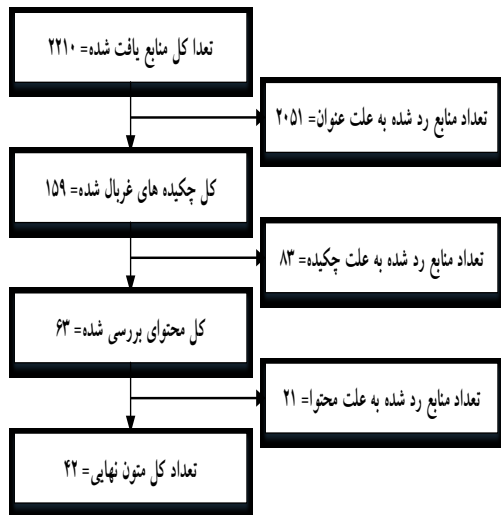 تعدا کل منابع یافت شده= ۲۲۱۰
تعداد منابع رد شده به علت عنوان= ۲۰۵۱
کل چکیده های غربال شده= ۱۵۹
تعداد منابع رد شده به علت چکیده= ۸۳
کل محتوای بررسی شده= ۶۳
تعداد منابع رد شده به علت محتوا= ۲۱
تعداد کل متون نهایی= ۴۲